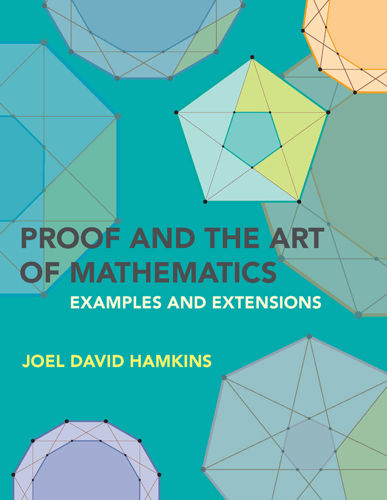 PROOF AND THE ART
OF MATHEMATICS
EXAMPLES AND EXTENSIONS
JOEL DAVID HAMKINS